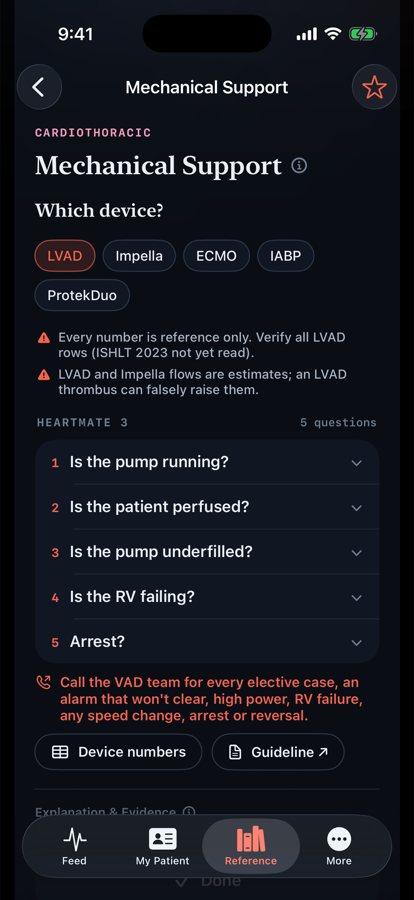 9:41
Mechanical Support
CARDIOTHORACIC
Mechanical Support
Which device?
LVAD
Impella
ECMO
IABP
ProtekDuo
Every number is reference only. Verify all LVAD
rows (ISHLT 2023 not yet read).
LVAD and Impella flows are estimates; an LVAD
thrombus can falsely raise them.
HEARTMATE 3
5 questions
1 Is the pump running?
2 Is the patient perfused?
3 Is the pump underfilled?
4 Is the RV failing?
5 Arrest?
Call the VAD team for every elective case, an
alarm that won't clear, high power, RV failure,
any speed change, arrest or reversal.
Device numbers
Guideline ↗
Explanation & Evidence
Feed
My Patient
Reference
More
Done